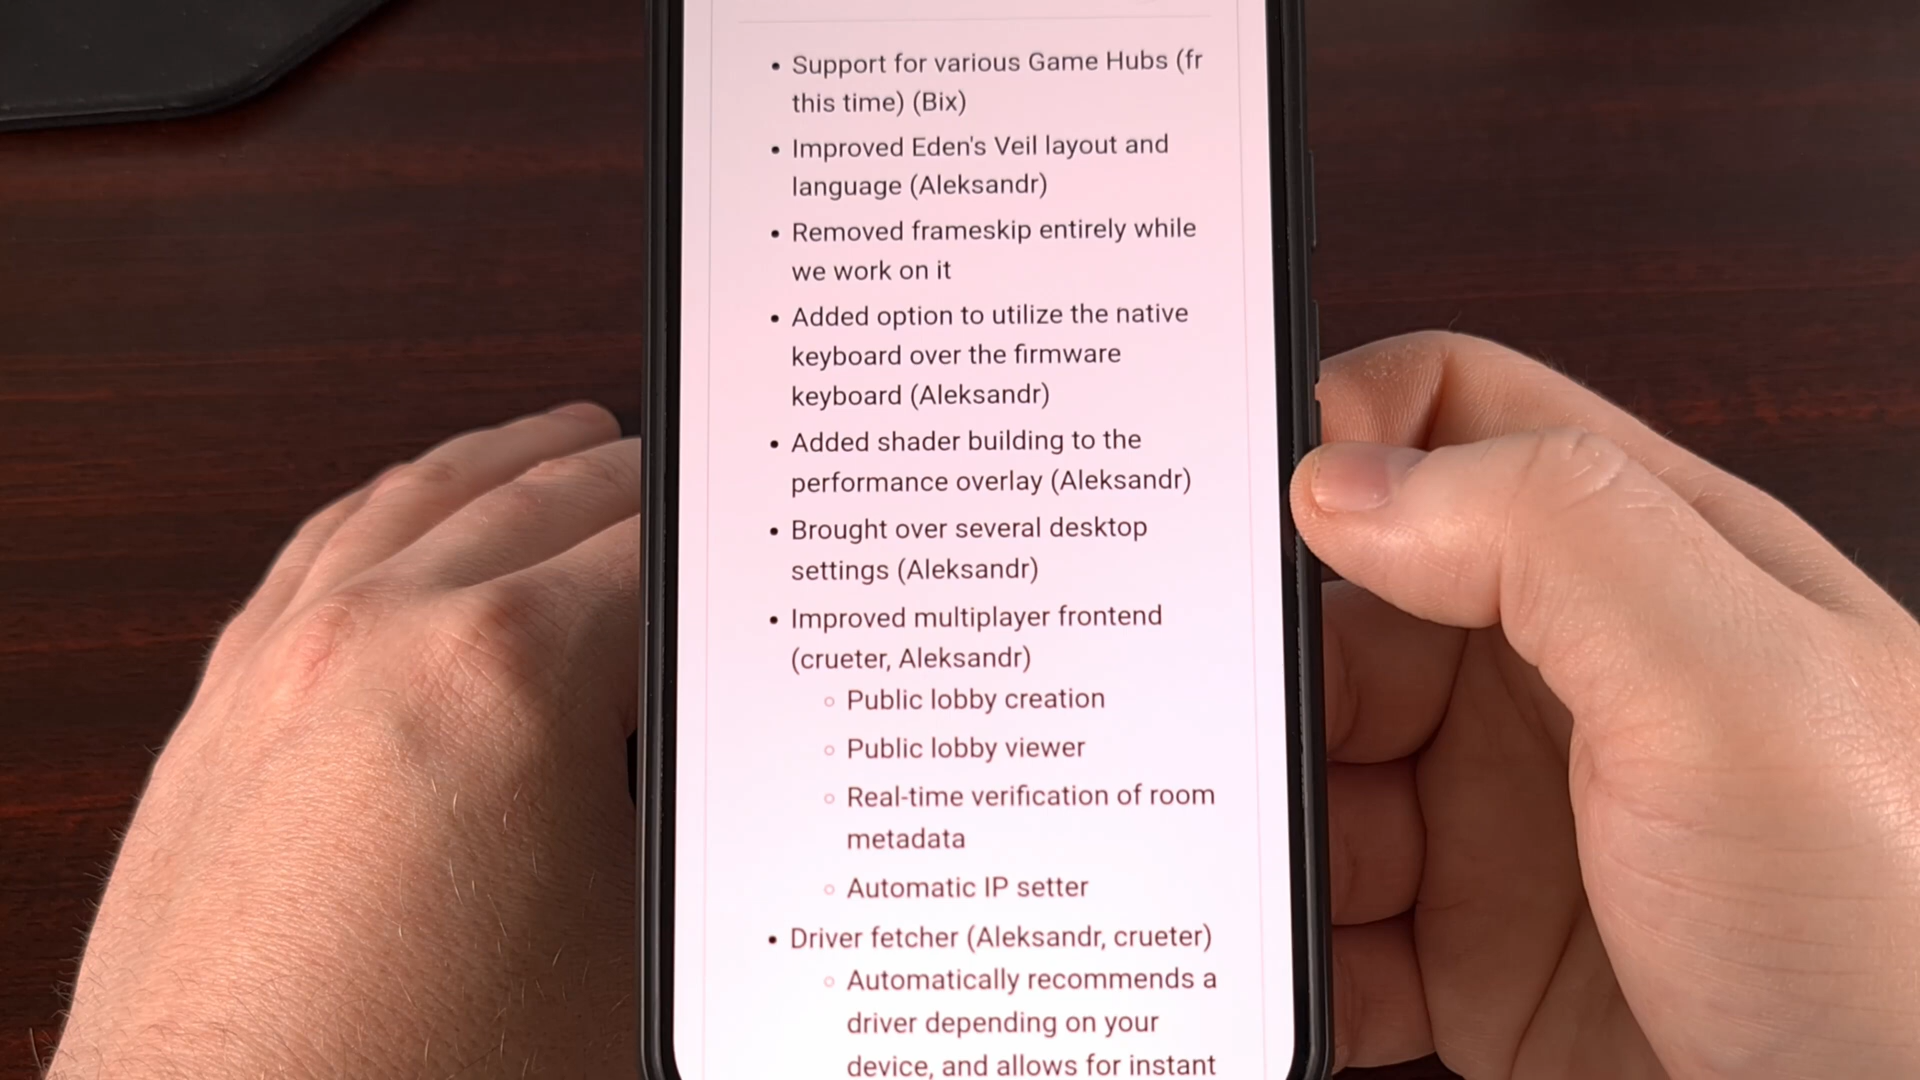 • Support for various Game Hubs (fr
this time) (Bix)
• Improved Eden's Veil layout and
language (Aleksandr)
• Removed frameskip entirely while
we work on it
• Added option to utilize the native
keyboard over the firmware
keyboard (Aleksandr)
• Added shader building to the
performance overlay (Aleksandr)
• Brought over several desktop
settings (Aleksandr)
• Improved multiplayer frontend
(crueter, Aleksandr)
○ Public lobby creation
○ Public lobby viewer
○ Real-time verification of room
metadata
○ Automatic IP setter
• Driver fetcher (Aleksandr, crueter)
○ Automatically recommends a
driver depending on your
device, and allows for instant